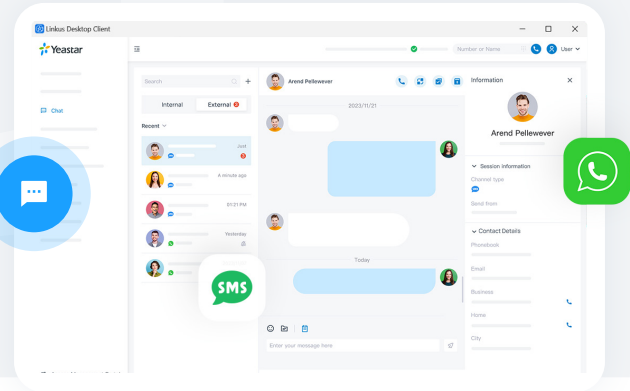 Linkus Desktop Client
Yeastar
Number or Name
User
Chat
Search
Internal
External
Recent
Just
A minute ago
01:21 PM
Yesterday
Arend Pellewever
2023/11/21
Today
Enter your message here
Information
Arend Pellewever
Session Information
Channel type
Send from
Contact Details
Phonebook
Email
Business
Home
City
SMS